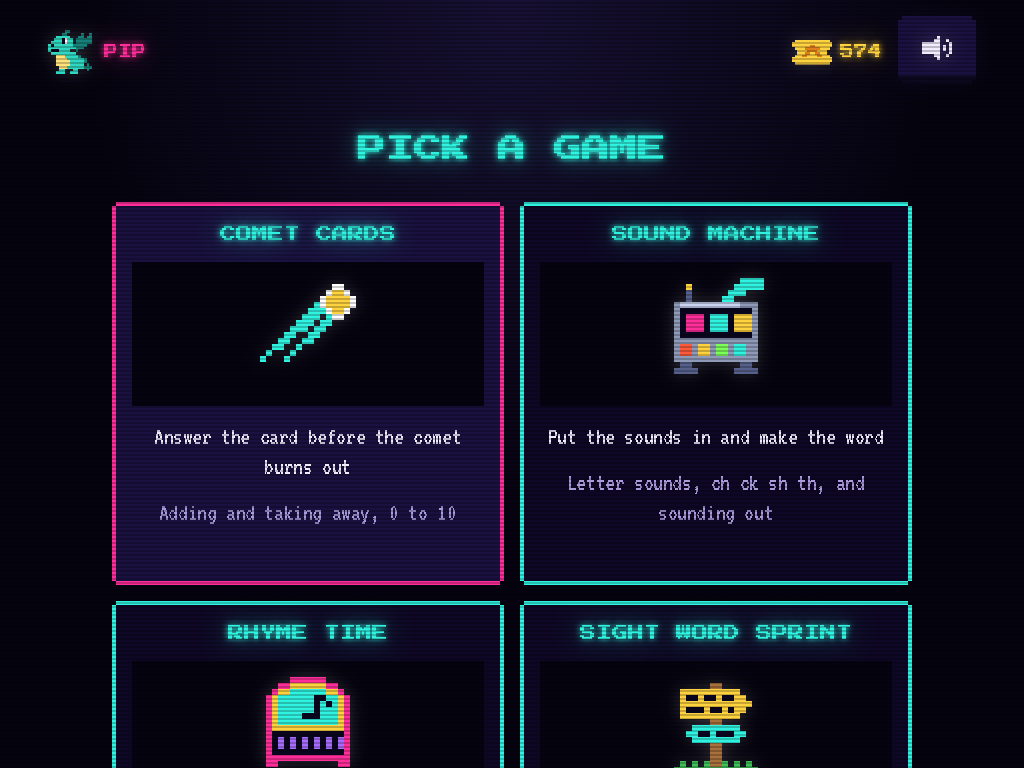 PIP
574
PICK A GAME
COMET CARDS
Answer the card before the comet
burns out
Adding and taking away, 0 to 10
SOUND MACHINE
Put the sounds in and make the word
Letter sounds, ch ck sh th, and
sounding out
RHYME TIME
SIGHT WORD SPRINT